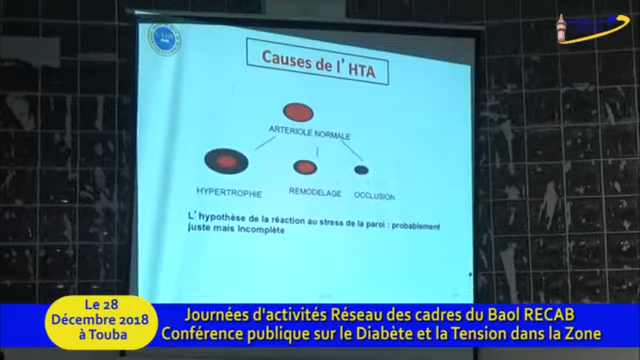 Causes de l' HTA
ARTERIOLE NORMALE
HYPERTROPHIE
REMODELAGE
OCCLUSION
L'hypothèse de la réaction au stress de la paroi : probablement
juste mais Incomplète
Le 28
Décembre 2018
à Touba
Journées d'activités Réseau des cadres du Baol RECAB
Conférence publique sur le Diabète et la Tension dans la Zone